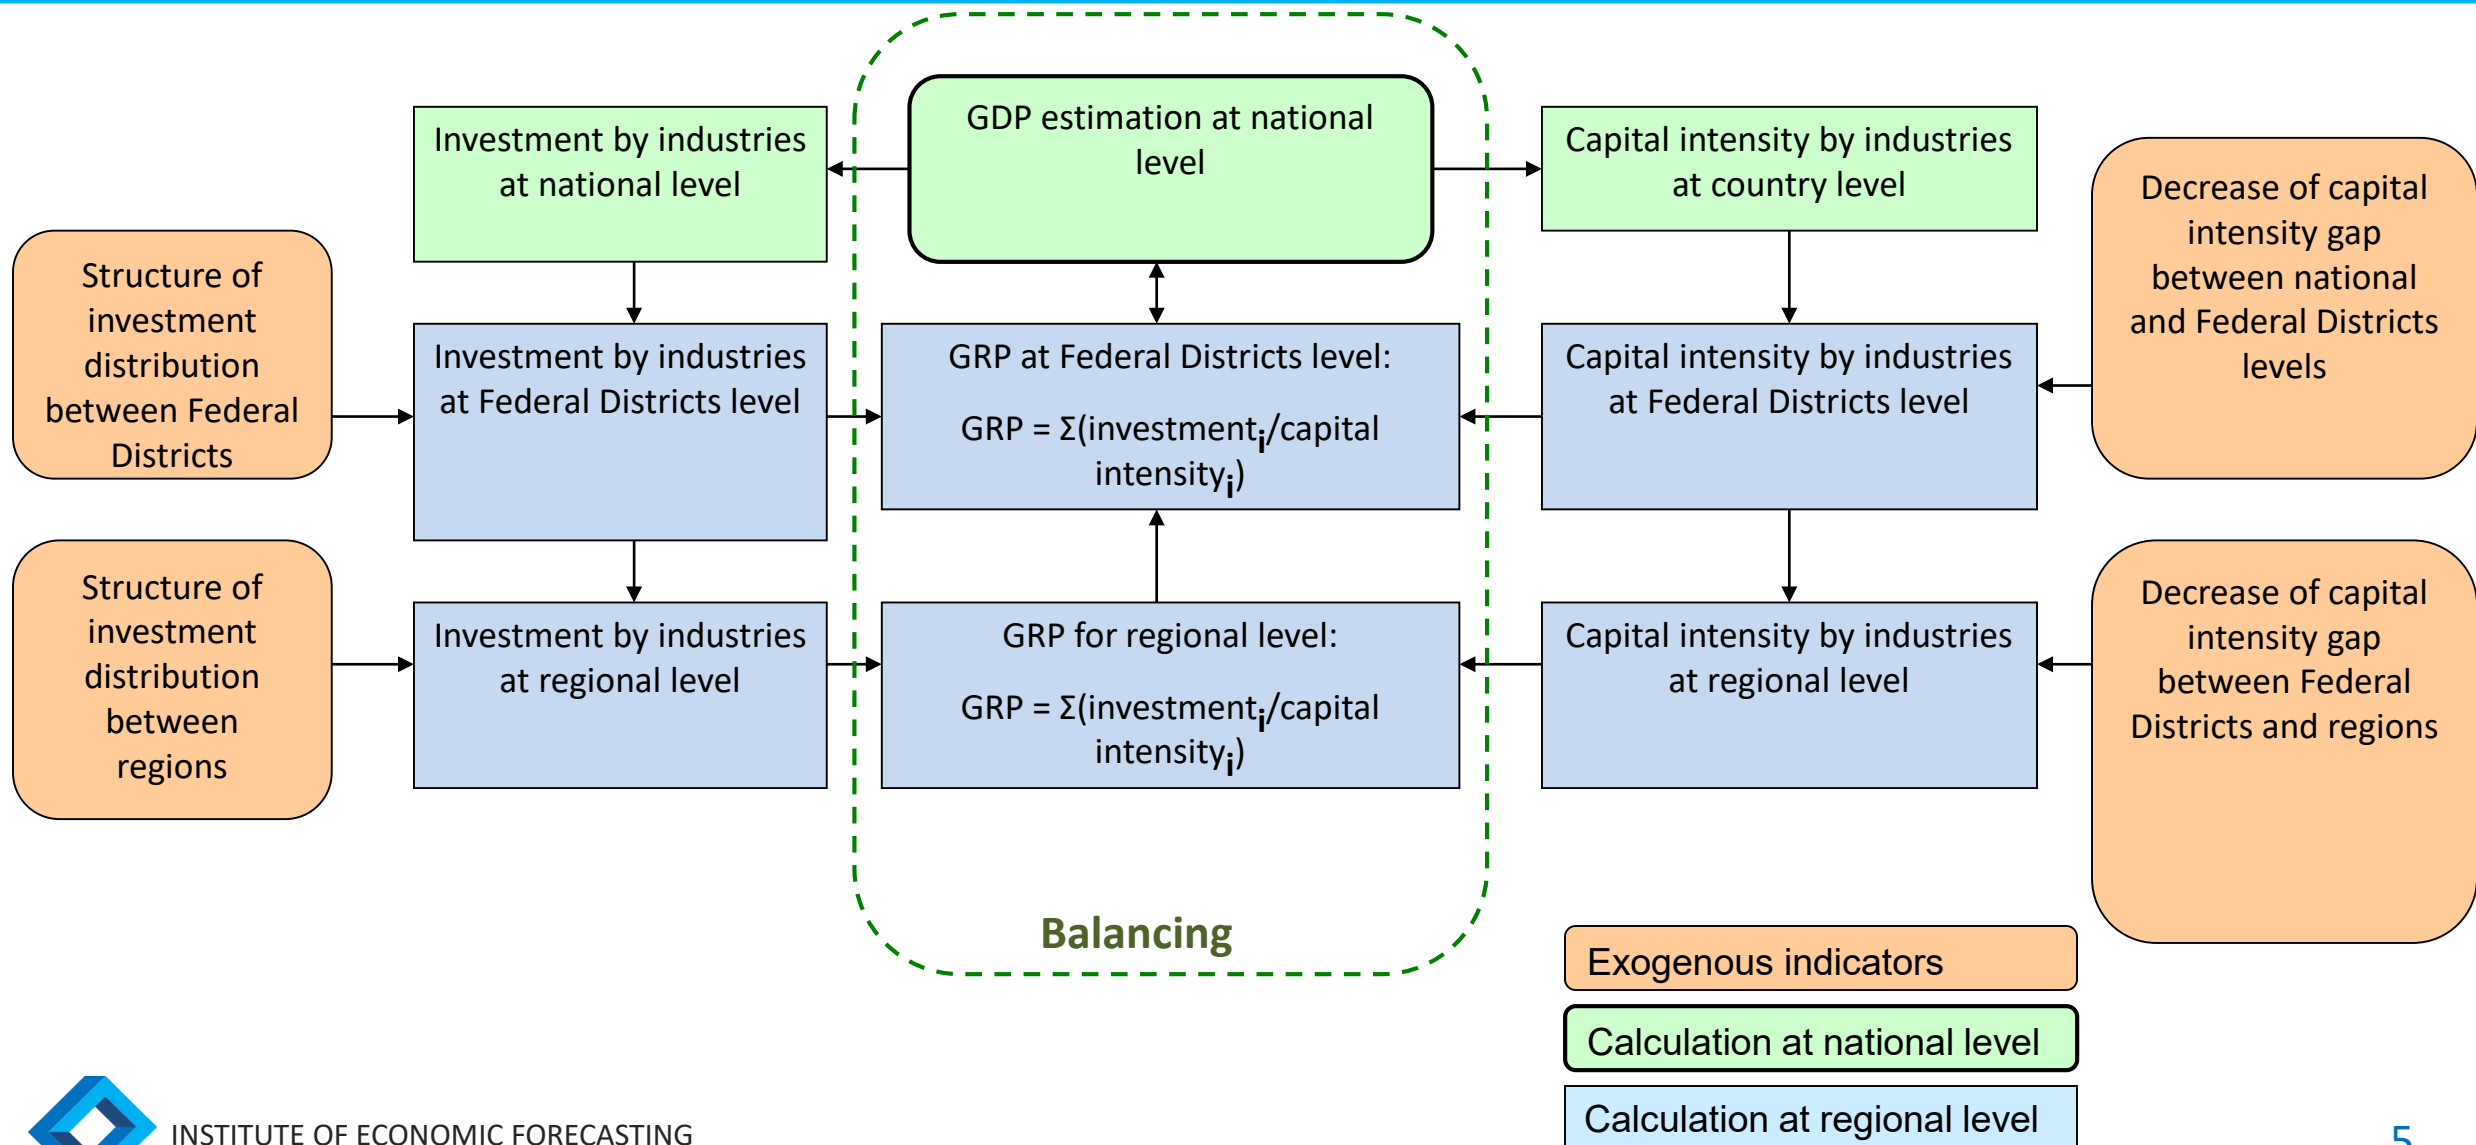 GDP estimation at national
level
Investment by industries
at national level
Capital intensity by industries
at country level
Decrease of capital
intensity gap
between national
and Federal Districts
levels
Structure of
investment
distribution
between Federal
Districts
Investment by industries
at Federal Districts level
GRP at Federal Districts level:
GRP = Σ(investmentᵢ/capital
intensityᵢ)
Capital intensity by industries
at Federal Districts level
Structure of
investment
distribution
between
regions
Investment by industries
at regional level
GRP for regional level:
GRP = Σ(investmentᵢ/capital
intensityᵢ)
Capital intensity by industries
at regional level
Decrease of capital
intensity gap
between Federal
Districts and regions
Balancing
Exogenous indicators
Calculation at national level
Calculation at regional level
INSTITUTE OF ECONOMIC FORECASTING
5